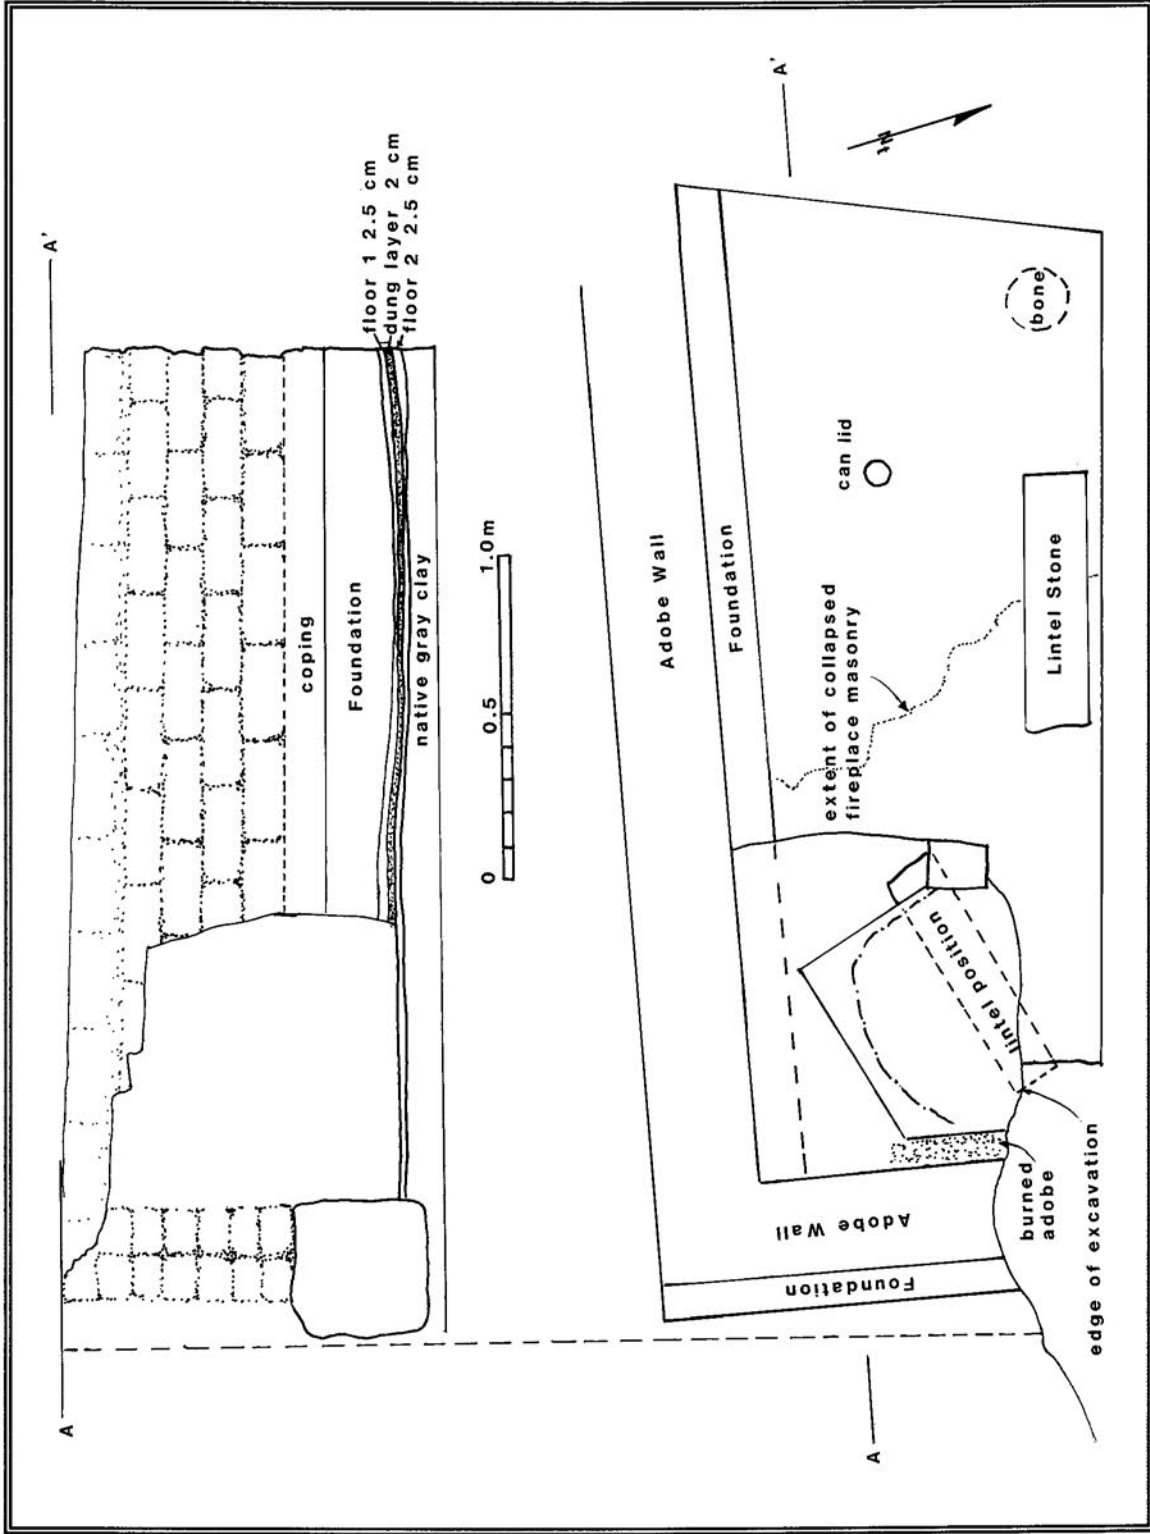 A
A'
floor 1 2.5 cm
dung layer 2 cm
floor 2 2.5 cm
coping
Foundation
native gray clay
0
0.5
1.0m
A
A'
Adobe Wall
Foundation
can lid
bone
extent of collapsed
fireplace masonry
Lintel Stone
lintel position
Adobe Wall
Foundation
burned
adobe
edge of excavation